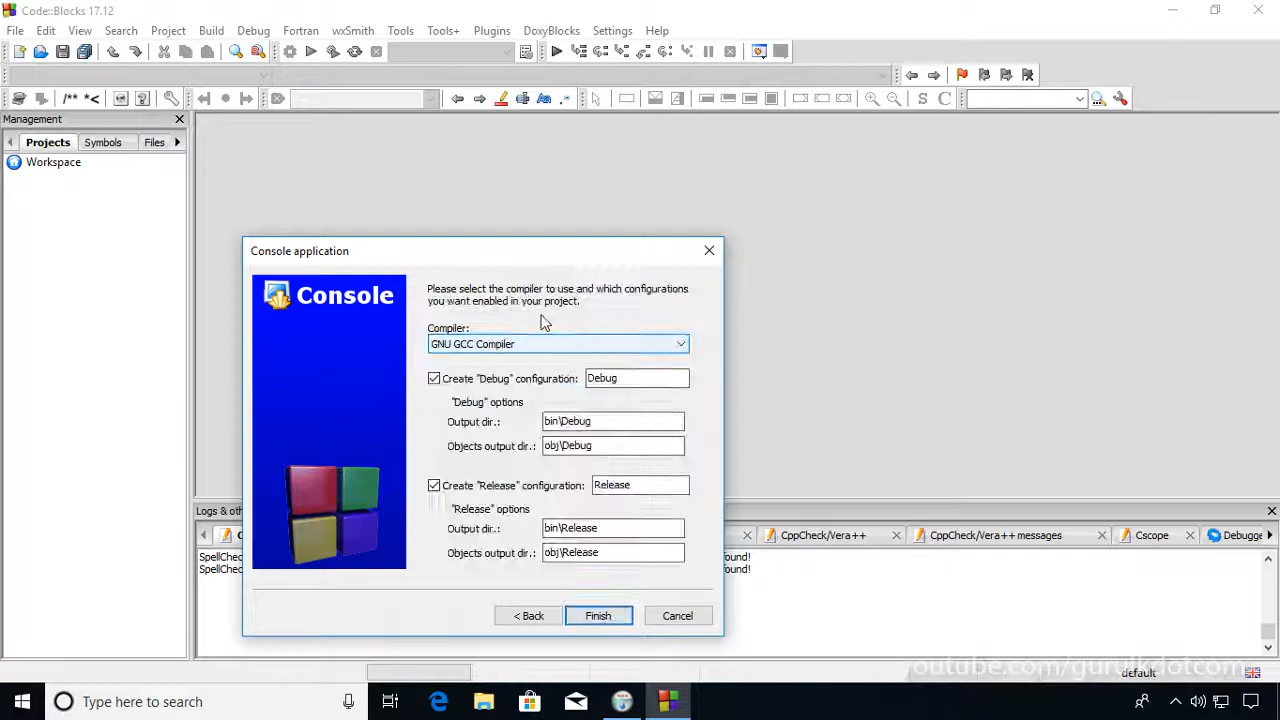 Code::Blocks 17.12
File Edit View Search Project Build Debug Fortran wxSmith Tools Tools+ Plugins DoxyBlocks Settings Help
/** *<
S C
Management
Projects Symbols Files
Workspace
Console application
Console
Please select the compiler to use and which configurations
you want enabled in your project.
Compiler:
GNU GCC Compiler
Create "Debug" configuration: Debug
"Debug" options
Output dir.: bin\Debug
Objects output dir.: obj\Debug
Create "Release" configuration: Release
"Release" options
Output dir.: bin\Release
Objects output dir.: obj\Release
< Back Finish Cancel
Logs &
CppCheck/Vera++ CppCheck/Vera++ messages Cscope
youtube.com/gurulkdotcom
default
Type here to search